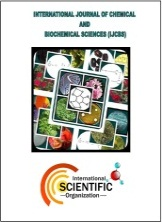 INTERNATIONAL JOURNAL OF CHEMICAL
AND
BIOCHEMICAL SCIENCES (IJCBS)
International
SCIENTIFIC
Organization